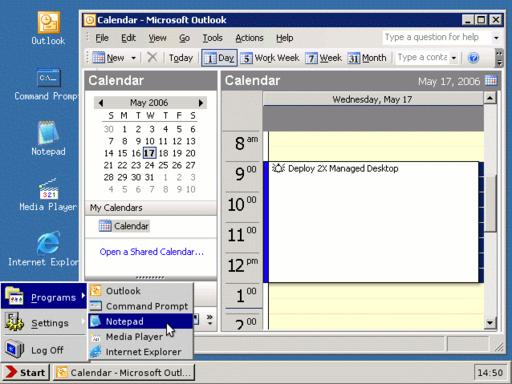 Outlook
Command Promp
Notepad
Media Player
Internet Explor
Calendar - Microsoft Outlook
File Edit View Go Tools Actions Help Type a question for help
New Today 1 Day 5 Work Week 7 Week 31 Month Type a conta
Calendar
May 2006
S M T W T F S
30 1 2 3 4 5 6
7 8 9 10 11 12 13
14 15 16 17 18 19 20
21 22 23 24 25 26 27
28 29 30 31 1 2 3
4 5 6 7 8 9 10
My Calendars
Calendar
Open a Shared Calendar...
Calendar May 17, 2006
Wednesday, May 17
8 am
9 00 Deploy 2X Managed Desktop
10 00
11 00
12 pm
1 00
2 00
Programs
Settings
Log Off
Outlook
Command Prompt
Notepad
Media Player
Internet Explorer
Start Calendar - Microsoft Outl... 14:50